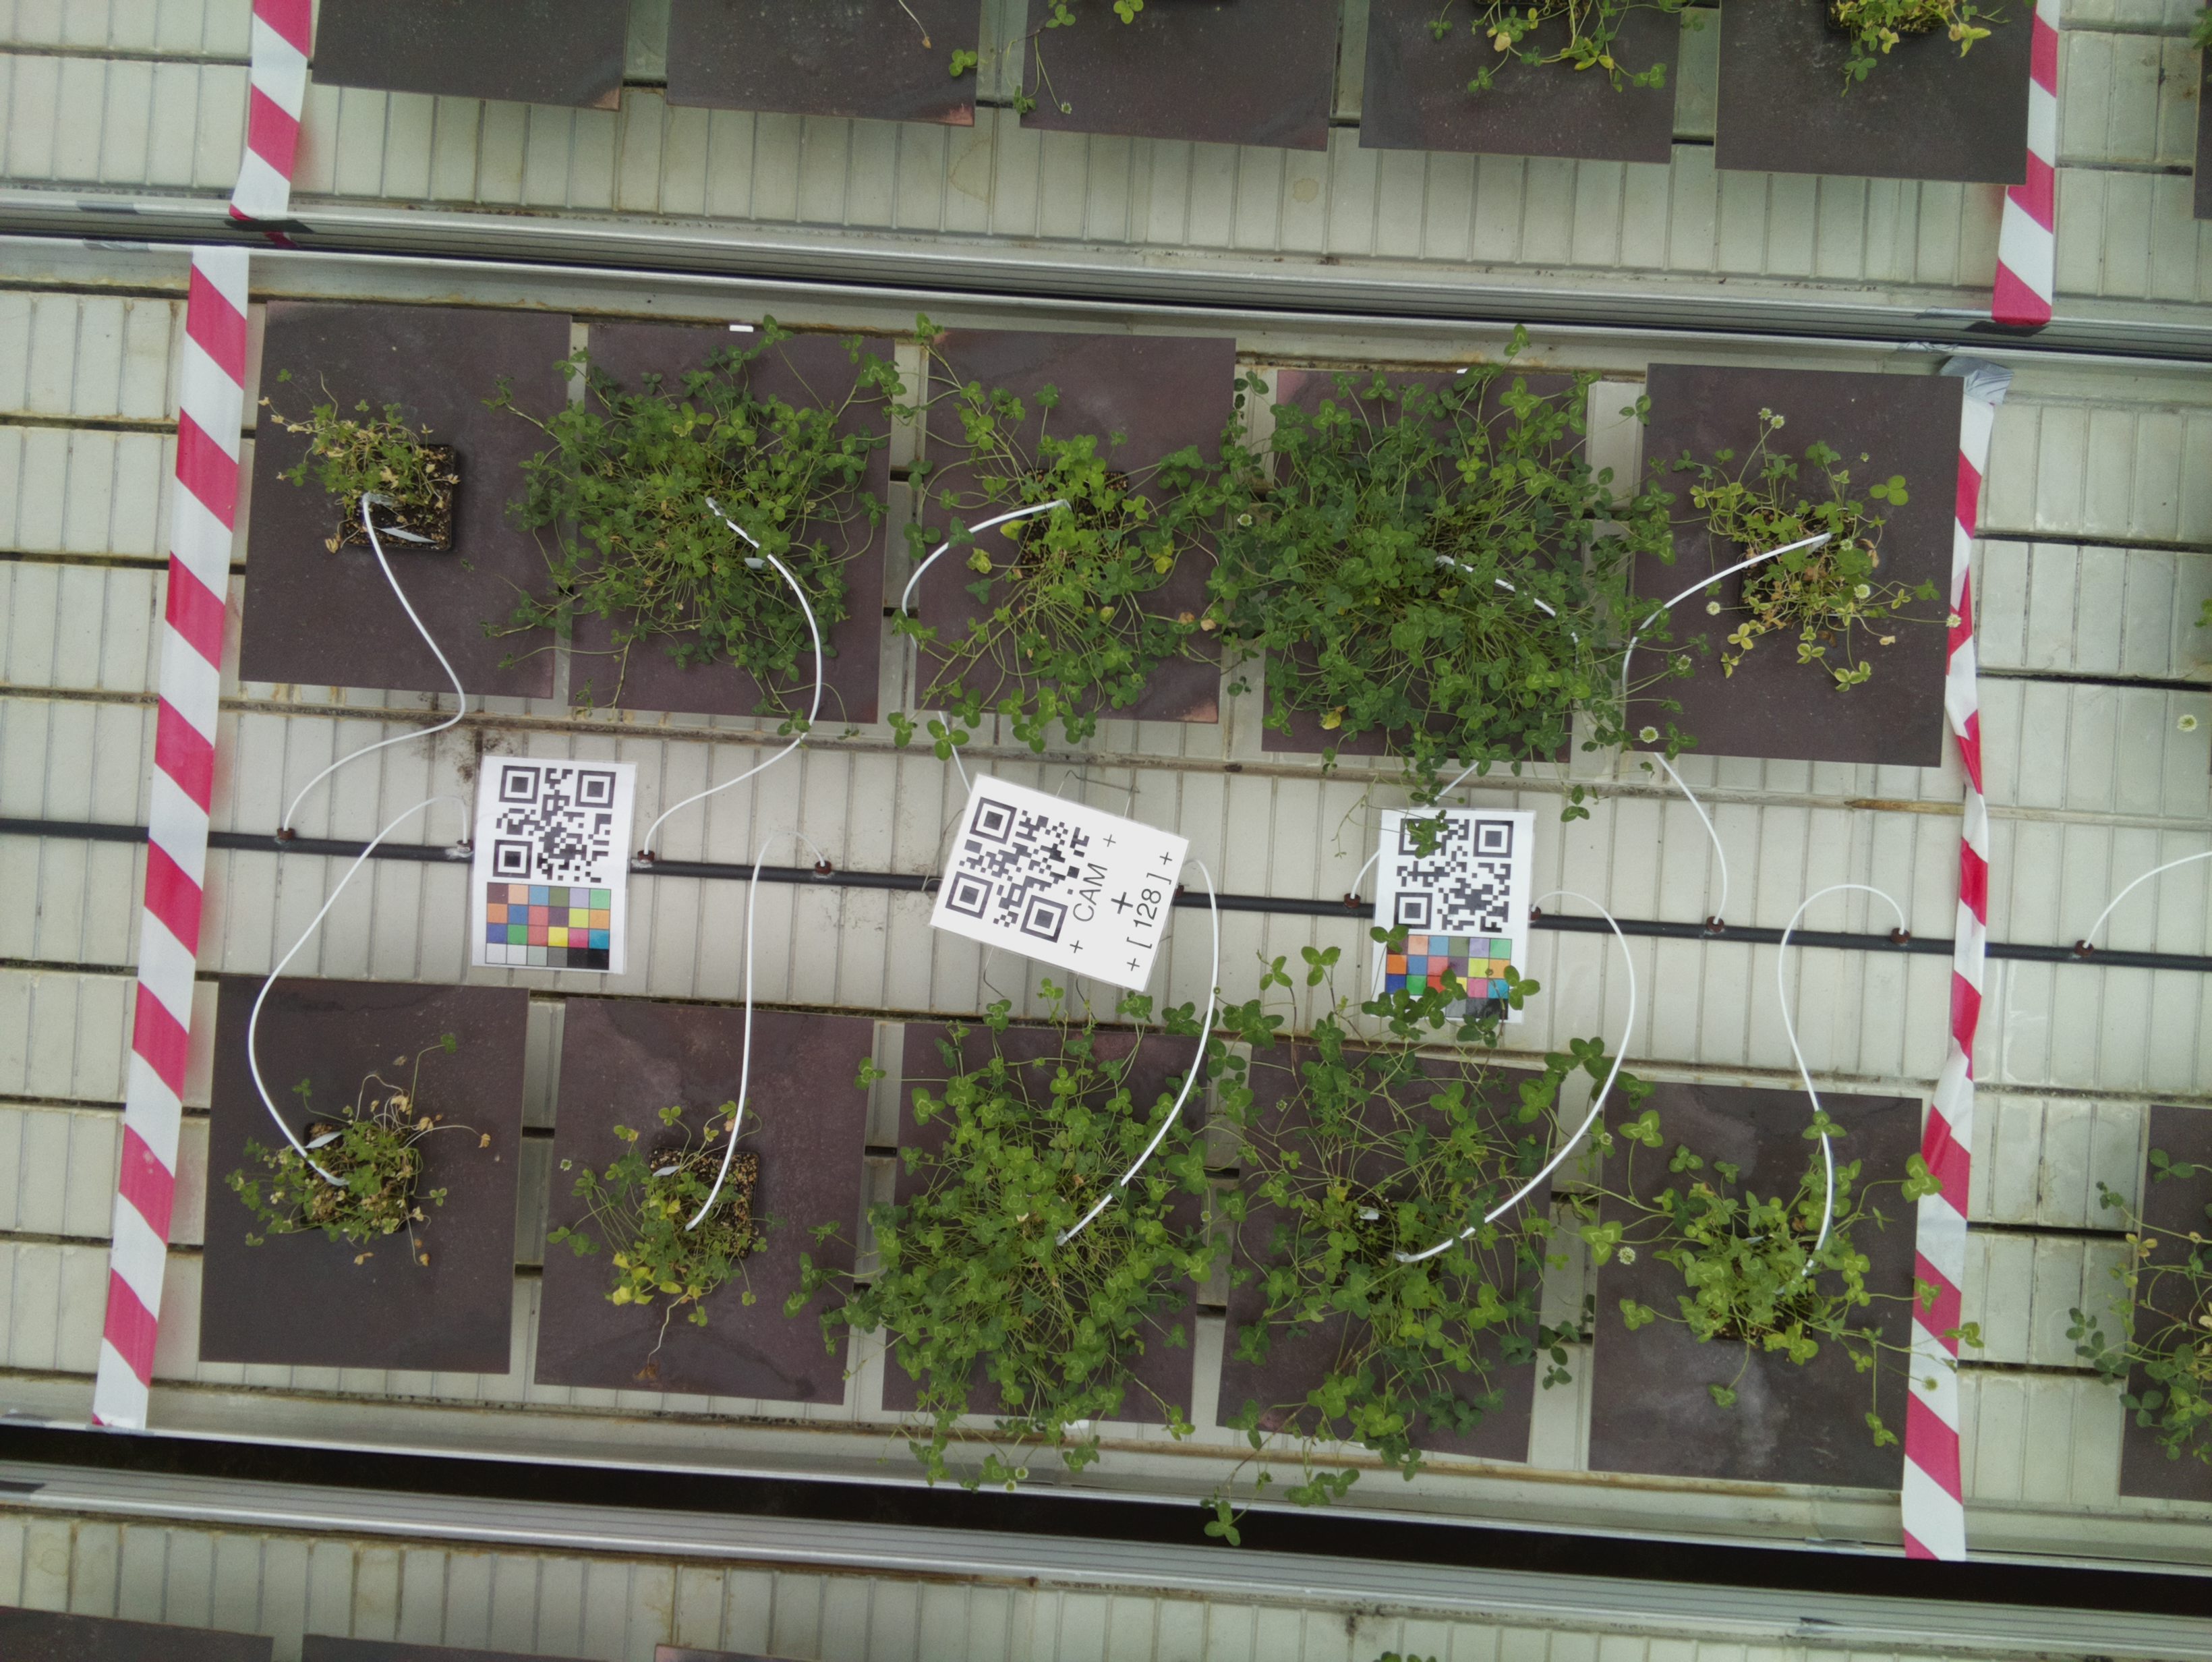 + CAM +
+
+ [ 128 ] +